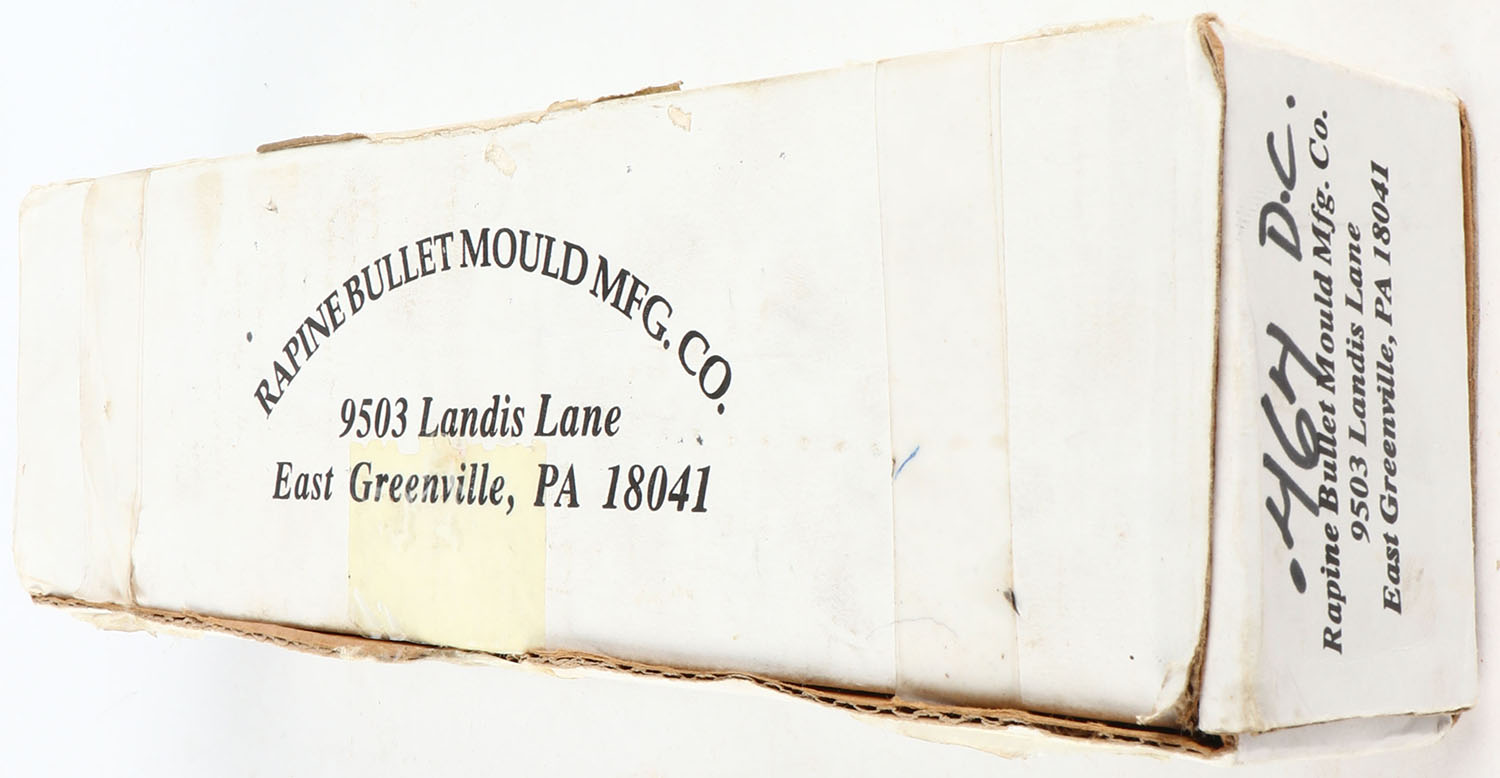 RAPINE BULLET MOULD MFG. CO.
9503 Landis Lane
East Greenville, PA 18041
.464 D.C.
Rapine Bullet Mould Mfg. Co.
9503 Landis Lane
East Greenville, PA 18041